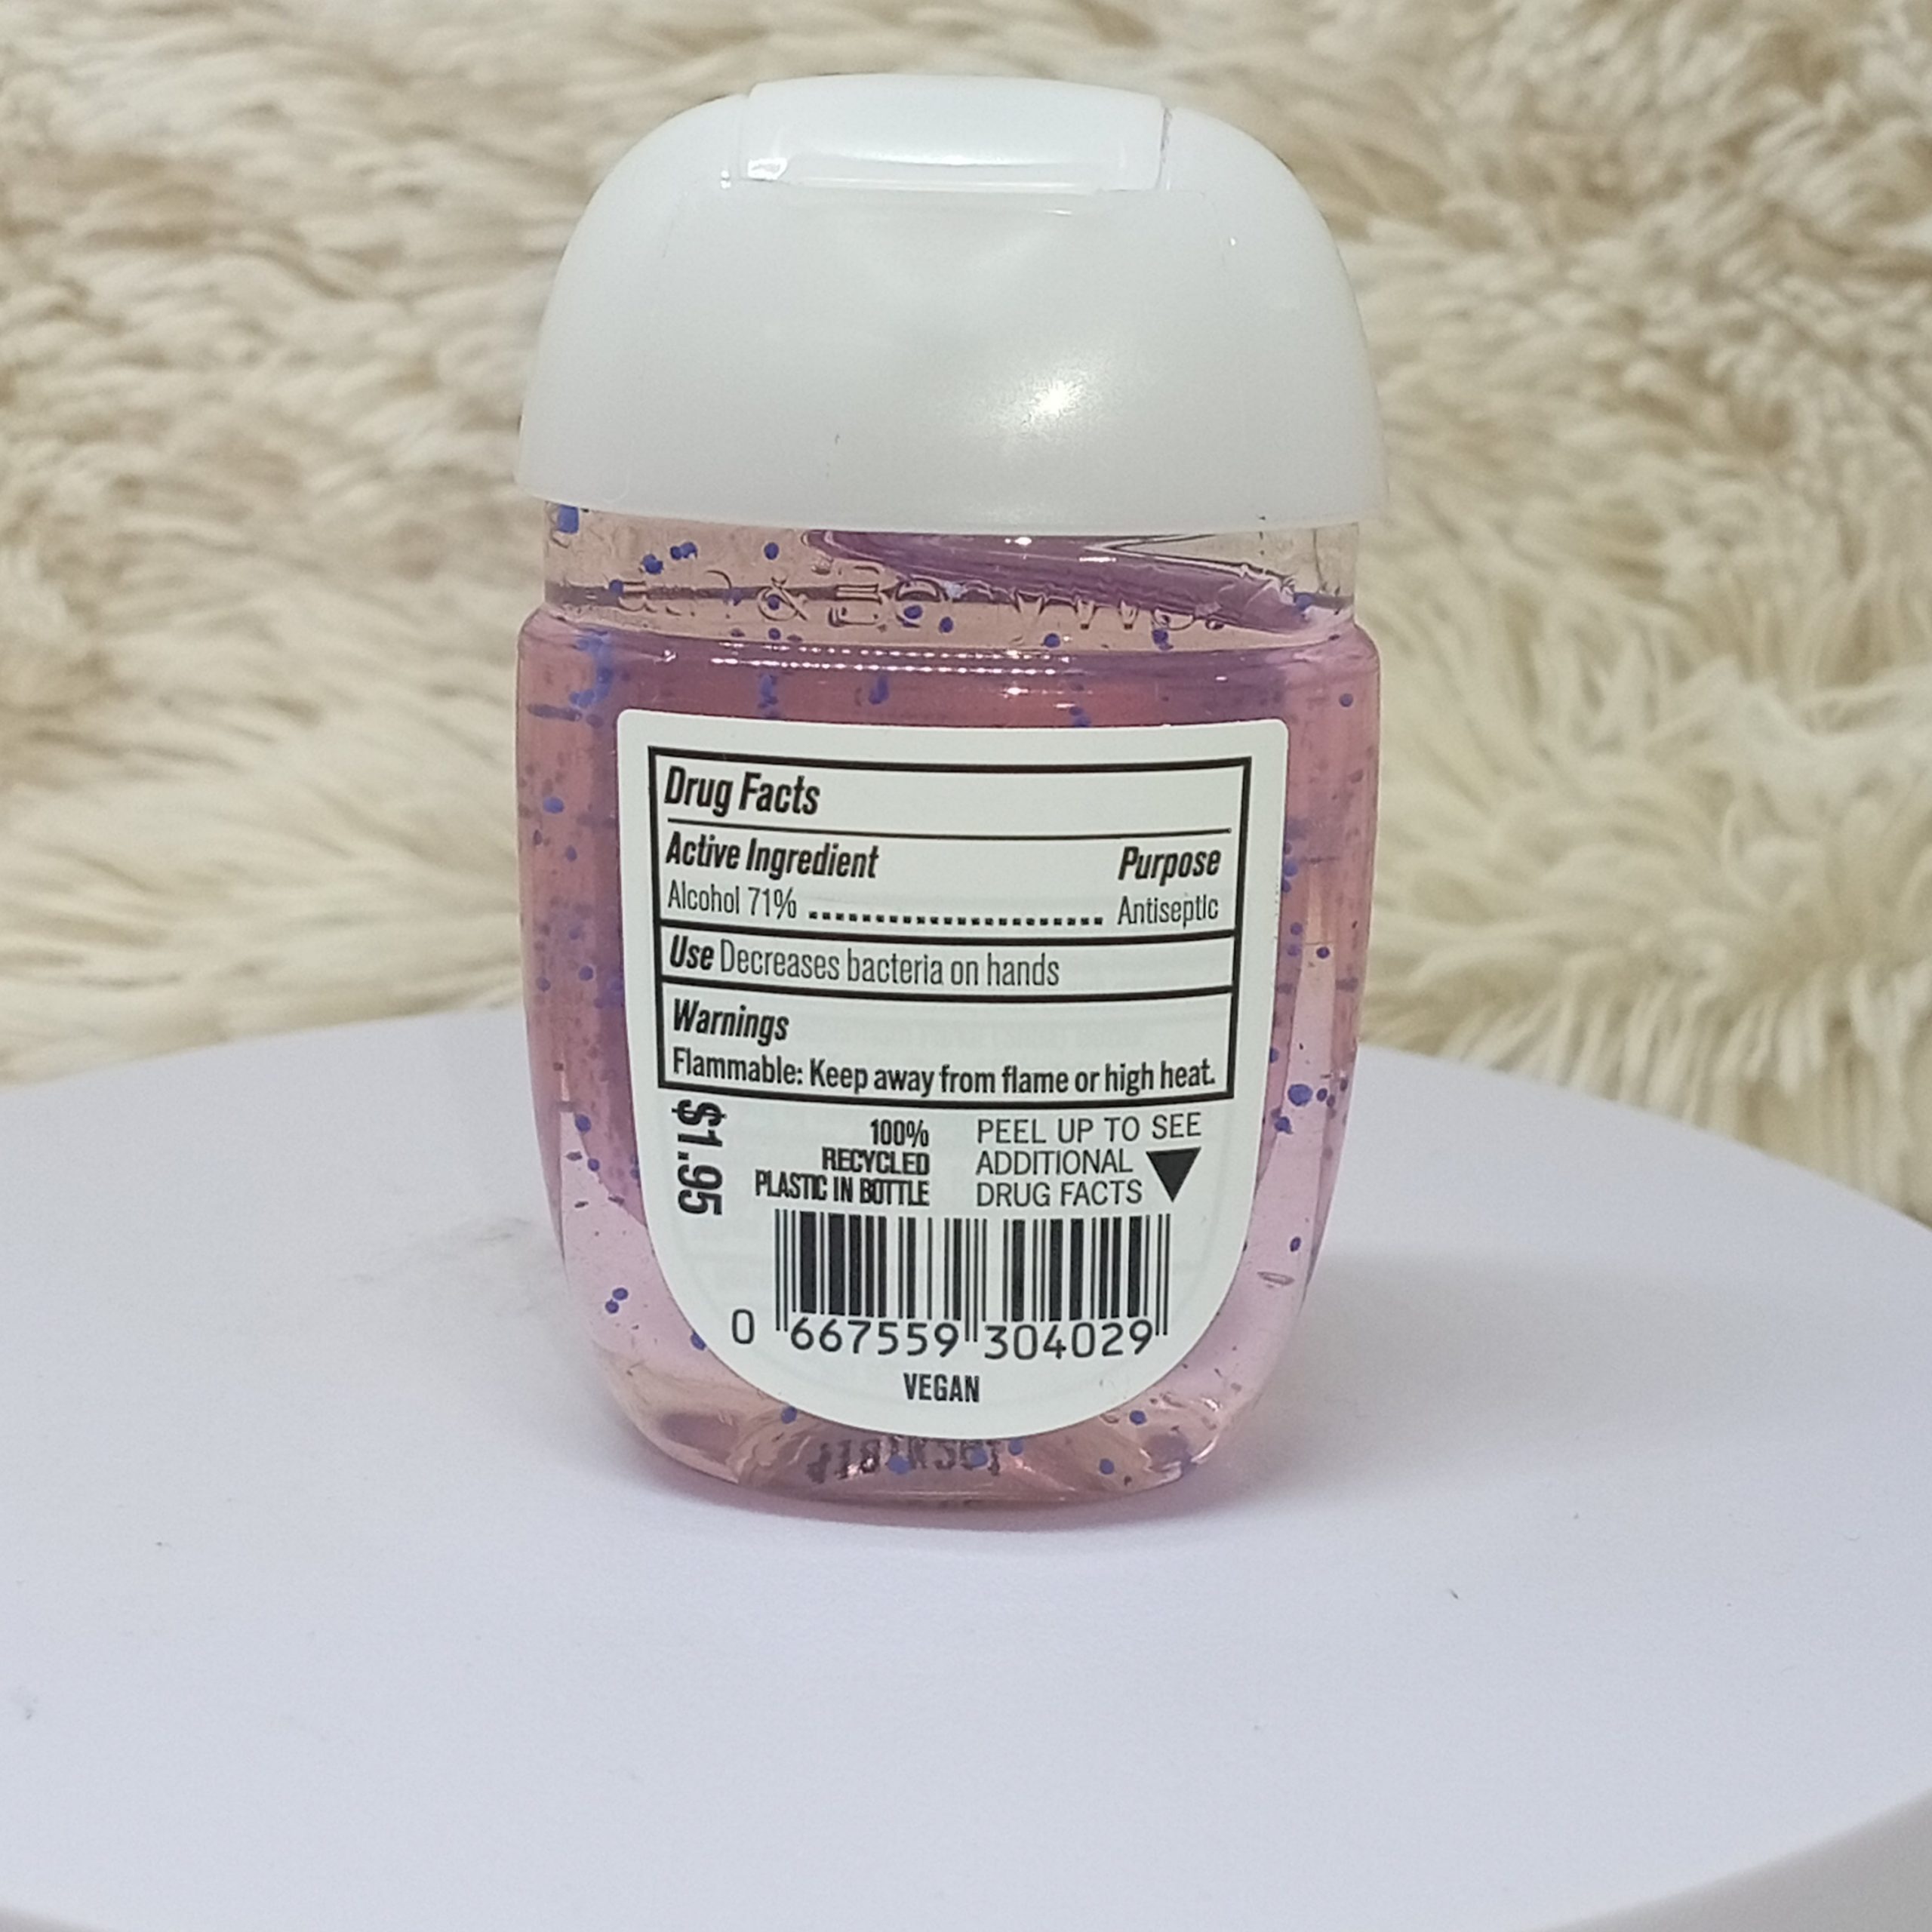 Drug Facts
Active Ingredient Purpose
Alcohol 71% ........................ Antiseptic
Use Decreases bacteria on hands
Warnings
Flammable: Keep away from flame or high heat.
$1.95
100%
RECYCLED
PLASTIC IN BOTTLE
PEEL UP TO SEE
ADDITIONAL
DRUG FACTS
0 667559 304029
VEGAN